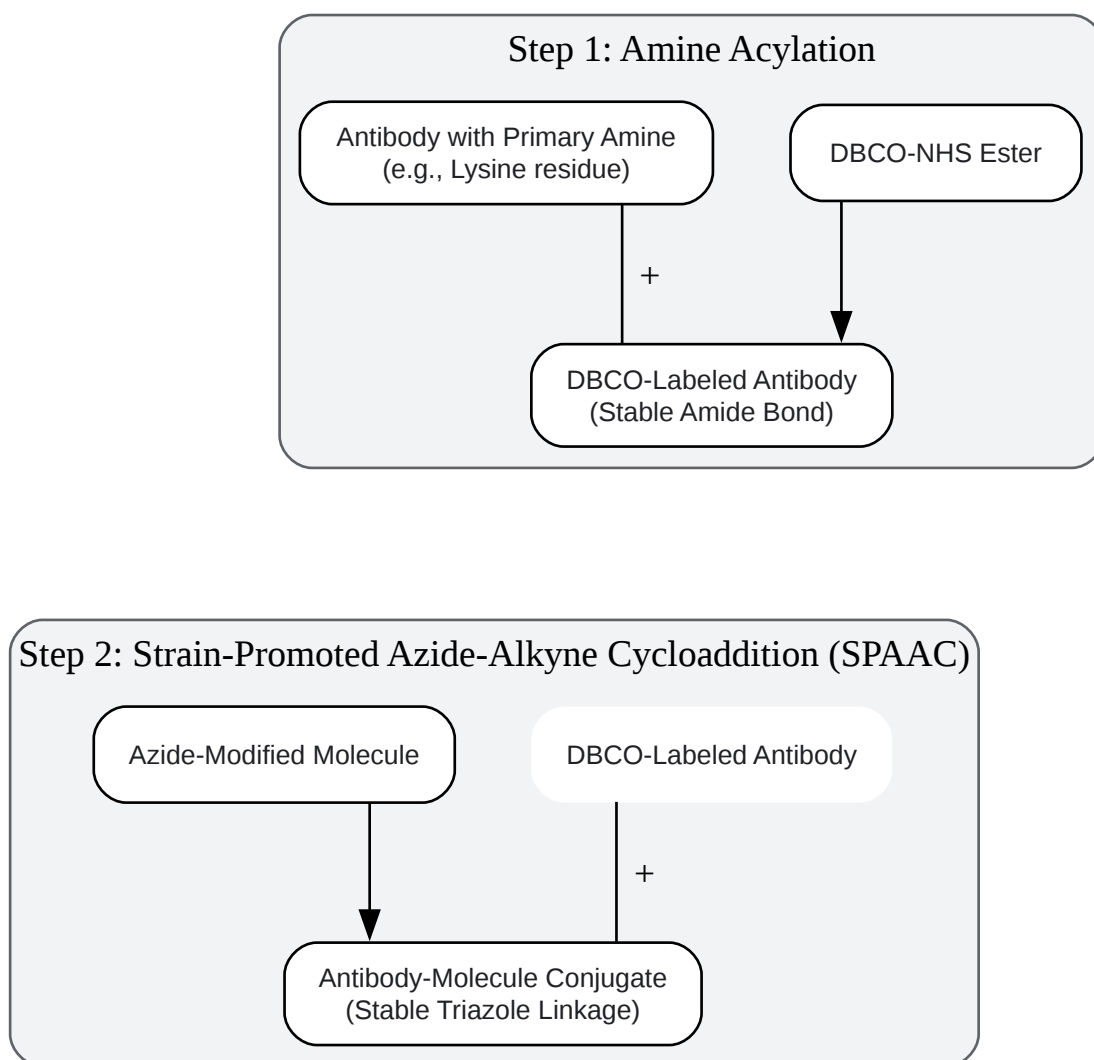 Step 1: Amine Acylation
Antibody with Primary Amine
(e.g., Lysine residue)
DBCO-NHS Ester
+
DBCO-Labeled Antibody
(Stable Amide Bond)
Step 2: Strain-Promoted Azide-Alkyne Cycloaddition (SPAAC)
Azide-Modified Molecule
DBCO-Labeled Antibody
+
Antibody-Molecule Conjugate
(Stable Triazole Linkage)